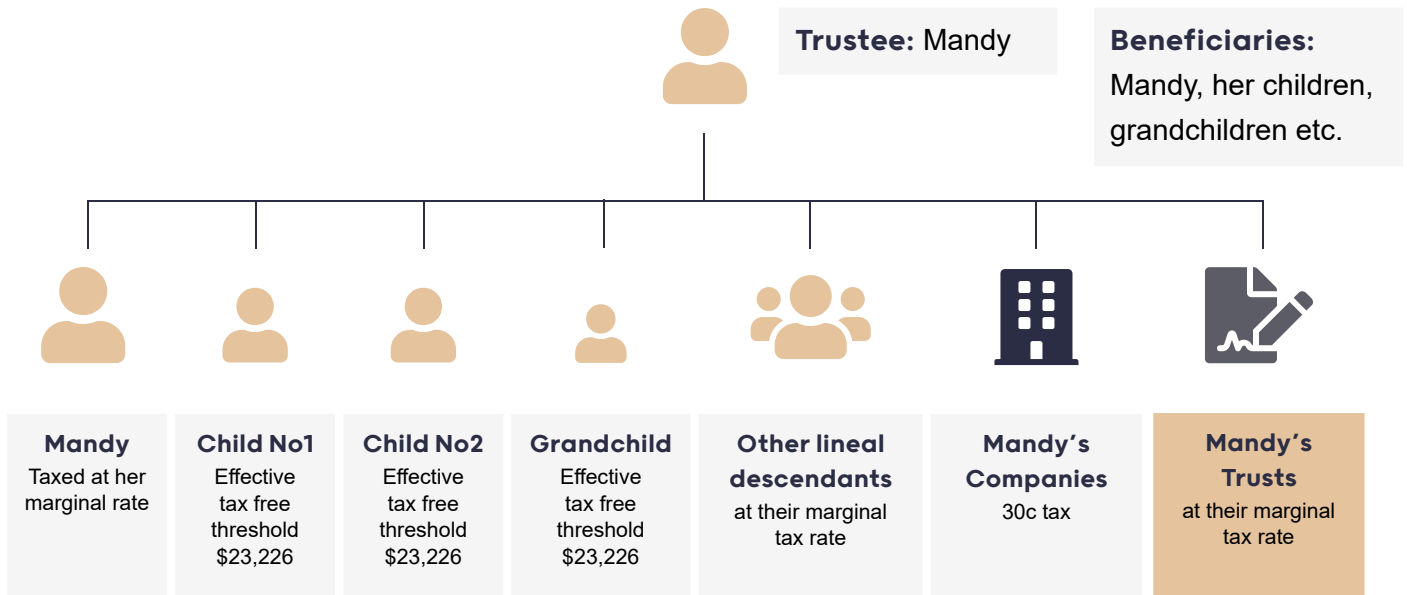 Trustee: Mandy
Beneficiaries:
Mandy, her children,
grandchildren etc.
Mandy
Taxed at her
marginal rate
Child No1
Effective
tax free
threshold
$23,226
Child No2
Effective
tax free
threshold
$23,226
Grandchild
Effective
tax free
threshold
$23,226
Other lineal
descendants
at their marginal
tax rate
Mandy’s
Companies
30c tax
Mandy’s
Trusts
at their marginal
tax rate